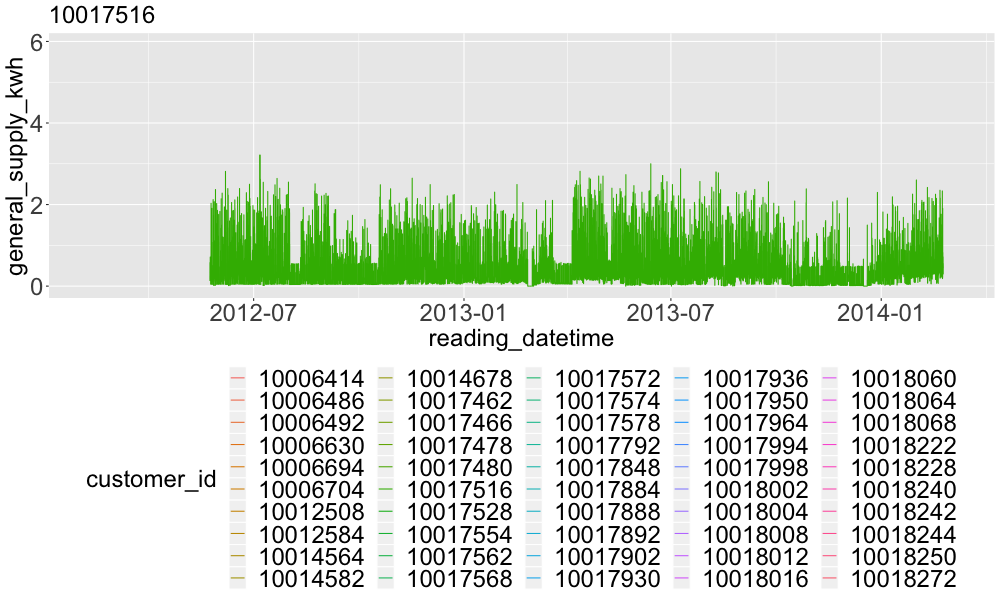 10017516
general_supply_kwh
6
4
2
0
2012-07 2013-01 2013-07 2014-01
reading_datetime
customer_id
10006414 10014678 10017572 10017936 10018060
10006486 10017462 10017574 10017950 10018064
10006492 10017466 10017578 10017964 10018068
10006630 10017478 10017792 10017994 10018222
10006694 10017480 10017848 10017998 10018228
10006704 10017516 10017884 10018002 10018240
10012508 10017528 10017888 10018004 10018242
10012584 10017554 10017892 10018008 10018244
10014564 10017562 10017902 10018012 10018250
10014582 10017568 10017930 10018016 10018272